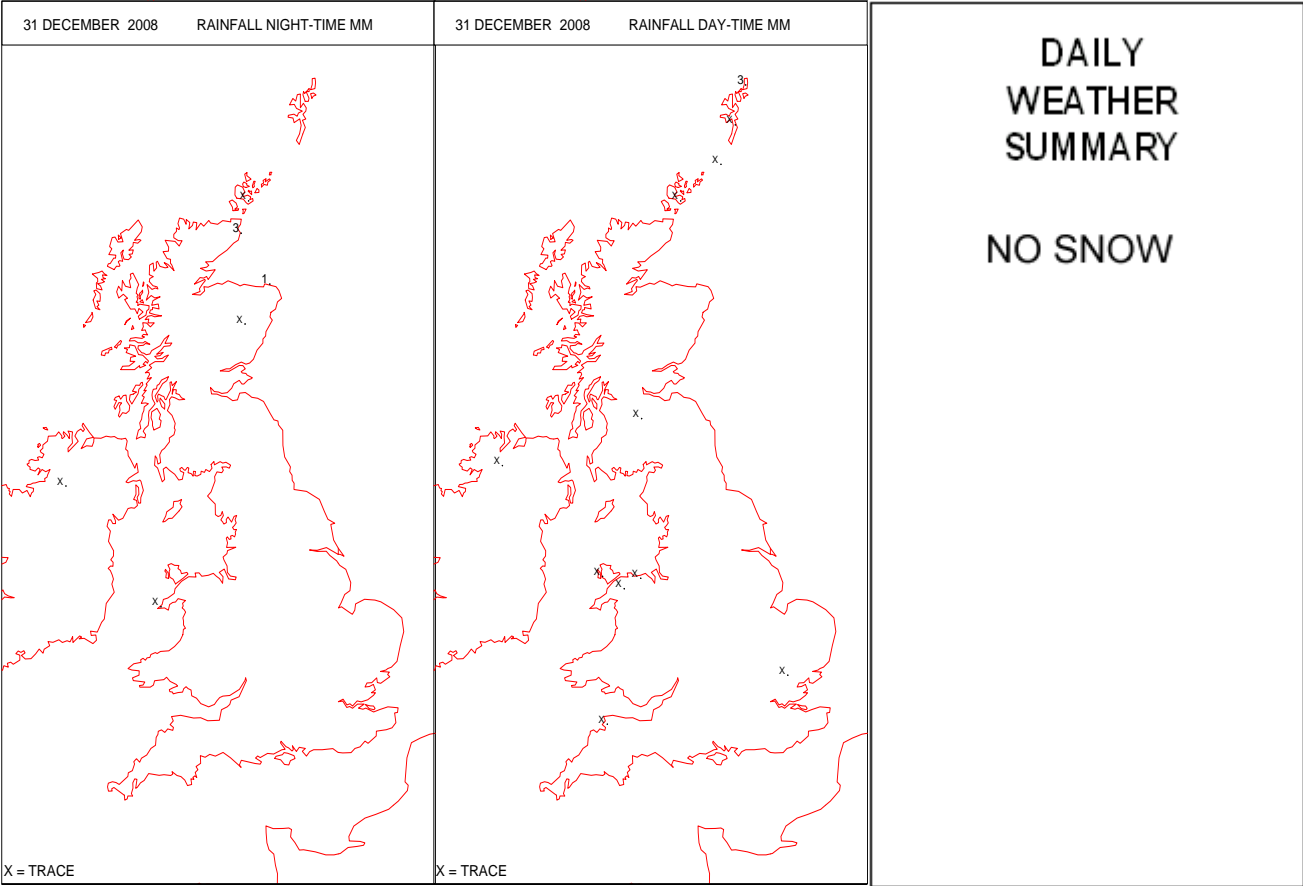 31 DECEMBER 2008 RAINFALL NIGHT-TIME MM
X.
3.
1.
X.
X.
X.
X = TRACE
31 DECEMBER 2008 RAINFALL DAY-TIME MM
3.
X.
X.
X.
X.
X.
X.
X.
X.
X.
X.
X = TRACE
DAILY
WEATHER
SUMMARY
NO SNOW